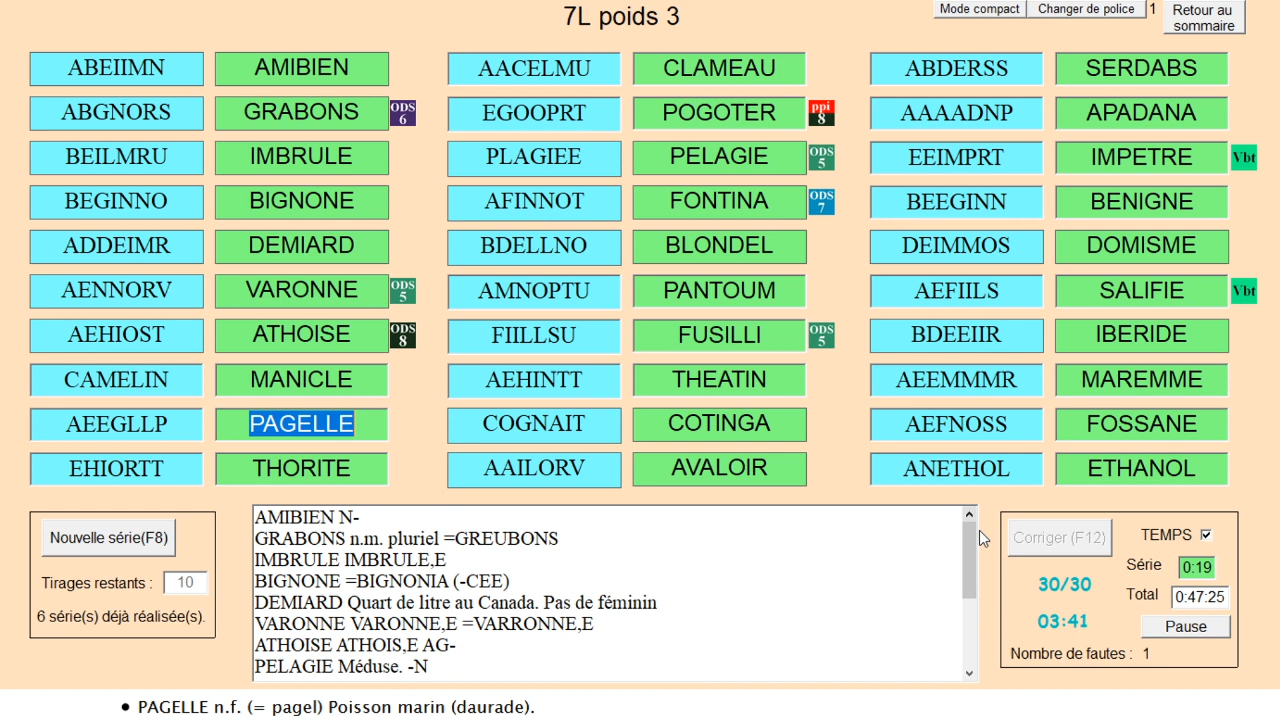 7L poids 3
Mode compact
Changer de police
1
Retour au
sommaire
ABEIIMN AMIBIEN AACELMU CLAMEAU ABDERSS SERDABS
ABGNORS GRABONS ODS 6 EGOOPRT POGOTER ppi 8 AAAADNP APADANA
BEILMRU IMBRULE PLAGIEE PELAGIE ODS 5 EEIMPRT IMPETRE Vbt
BEGINNO BIGNONE AFINNOT FONTINA ODS 7 BEEGINN BENIGNE
ADDEIMR DEMIARD BDELLNO BLONDEL DEIMMOS DOMISME
AENNORV VARONNE ODS 5 AMNOPTU PANTOUM AEFIILS SALIFIE Vbt
AEHIOST ATHOISE ODS 8 FIILLSU FUSILLI ODS 5 BDEEIIR IBERIDE
CAMELIN MANICLE AEHINTT THEATIN AEEMMMR MAREMME
AEEGLLP PAGELLE COGNAIT COTINGA AEFNOSS FOSSANE
EHIORTT THORITE AAILORV AVALOIR ANETHOL ETHANOL
Nouvelle série(F8)
Tirages restants : 10
6 série(s) déjà réalisée(s).
AMIBIEN N-
GRABONS n.m. pluriel =GREUBONS
IMBRULE IMBRULE,E
BIGNONE =BIGNONIA (-CEE)
DEMIARD Quart de litre au Canada. Pas de féminin
VARONNE VARONNE,E =VARRONNE,E
ATHOISE ATHOIS,E AG-
PELAGIE Méduse. -N
Corriger (F12)
TEMPS
Série 0:19
30/30
Total 0:47:25
03:41
Pause
Nombre de fautes : 1
• PAGELLE n.f. (= pagel) Poisson marin (daurade).